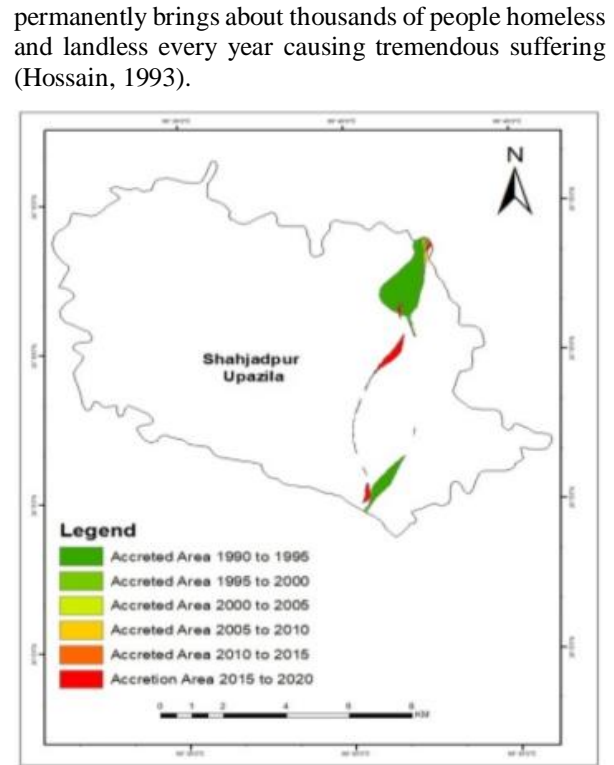 permanently brings about thousands of people homeless
and landless every year causing tremendous suffering
(Hossain, 1993).
N
Shahjadpur
Upazila
Legend
Accreted Area 1990 to 1995
Accreted Area 1995 to 2000
Accreted Area 2000 to 2005
Accreted Area 2005 to 2010
Accreted Area 2010 to 2015
Accretion Area 2015 to 2020
0 1 2 4 6 8
KM